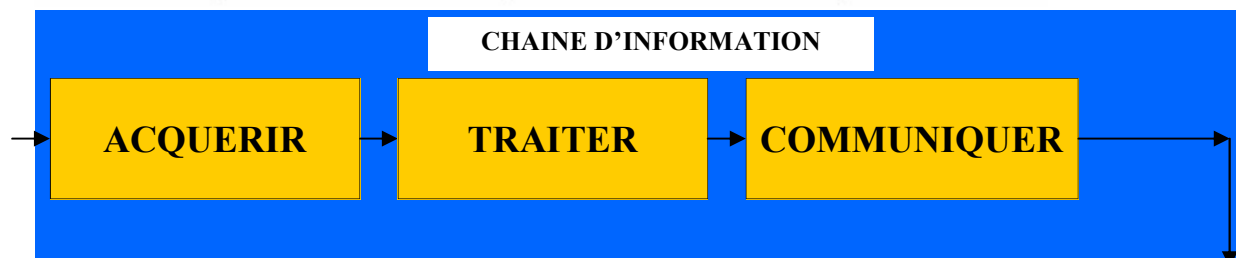 CHAINE D’INFORMATION
ACQUERIR
TRAITER
COMMUNIQUER